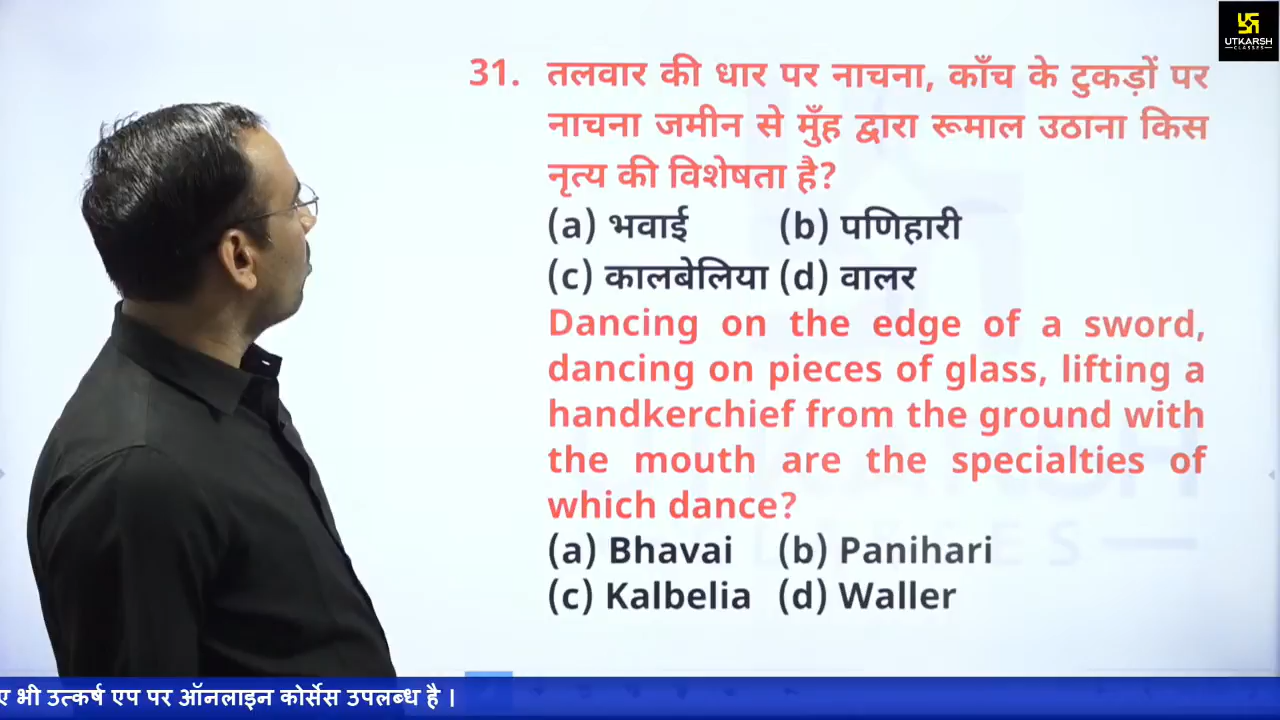 UTKARSH
CLASSES
31. तलवार की धार पर नाचना, काँच के टुकड़ों पर
नाचना जमीन से मुँह द्वारा रूमाल उठाना किस
नृत्य की विशेषता है?
(a) भवाई (b) पणिहारी
(c) कालबेलिया (d) वालर
Dancing on the edge of a sword,
dancing on pieces of glass, lifting a
handkerchief from the ground with
the mouth are the specialties of
which dance?
(a) Bhavai (b) Panihari
(c) Kalbelia (d) Waller
भी उत्कर्ष एप पर ऑनलाइन कोर्सेस उपलब्ध है ।